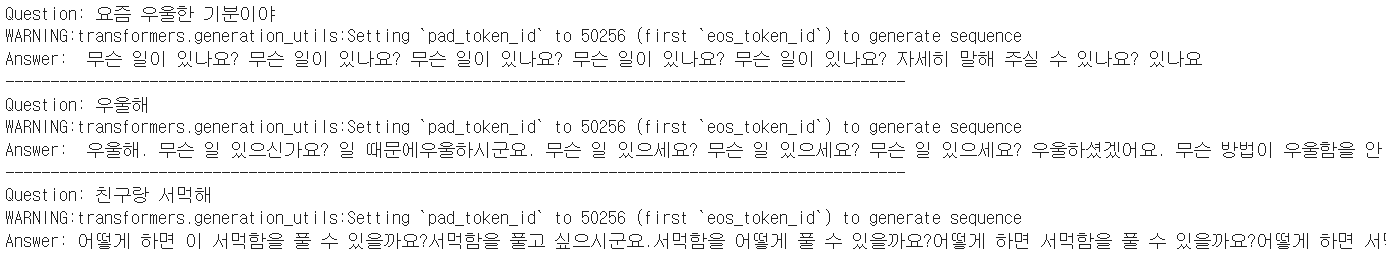 Question: 요즘 우울한 기분이야
WARNING:transformers.generation_utils:Setting `pad_token_id` to 50256 (first `eos_token_id`) to generate sequence
Answer:  무슨 일이 있나요? 무슨 일이 있나요? 무슨 일이 있나요? 무슨 일이 있나요? 무슨 일이 있나요? 자세히 말해 주실 수 있나요? 있나요
----------------------------------------------------------------------------------------------------
Question: 우울해
WARNING:transformers.generation_utils:Setting `pad_token_id` to 50256 (first `eos_token_id`) to generate sequence
Answer:  우울해. 무슨 일 있으신가요? 일 때문에우울하시군요. 무슨 일 있으세요? 무슨 일 있으세요? 무슨 일 있으세요? 우울하셨겠어요. 무슨 방법이 우울함을 안
----------------------------------------------------------------------------------------------------
Question: 친구랑 서먹해
WARNING:transformers.generation_utils:Setting `pad_token_id` to 50256 (first `eos_token_id`) to generate sequence
Answer: 어떻게 하면 이 서먹함을 풀 수 있을까요?서먹함을 풀고 싶으시군요.서먹함을 어떻게 풀 수 있을까요?어떻게 하면 서먹함을 풀 수 있을까요?어떻게 하면